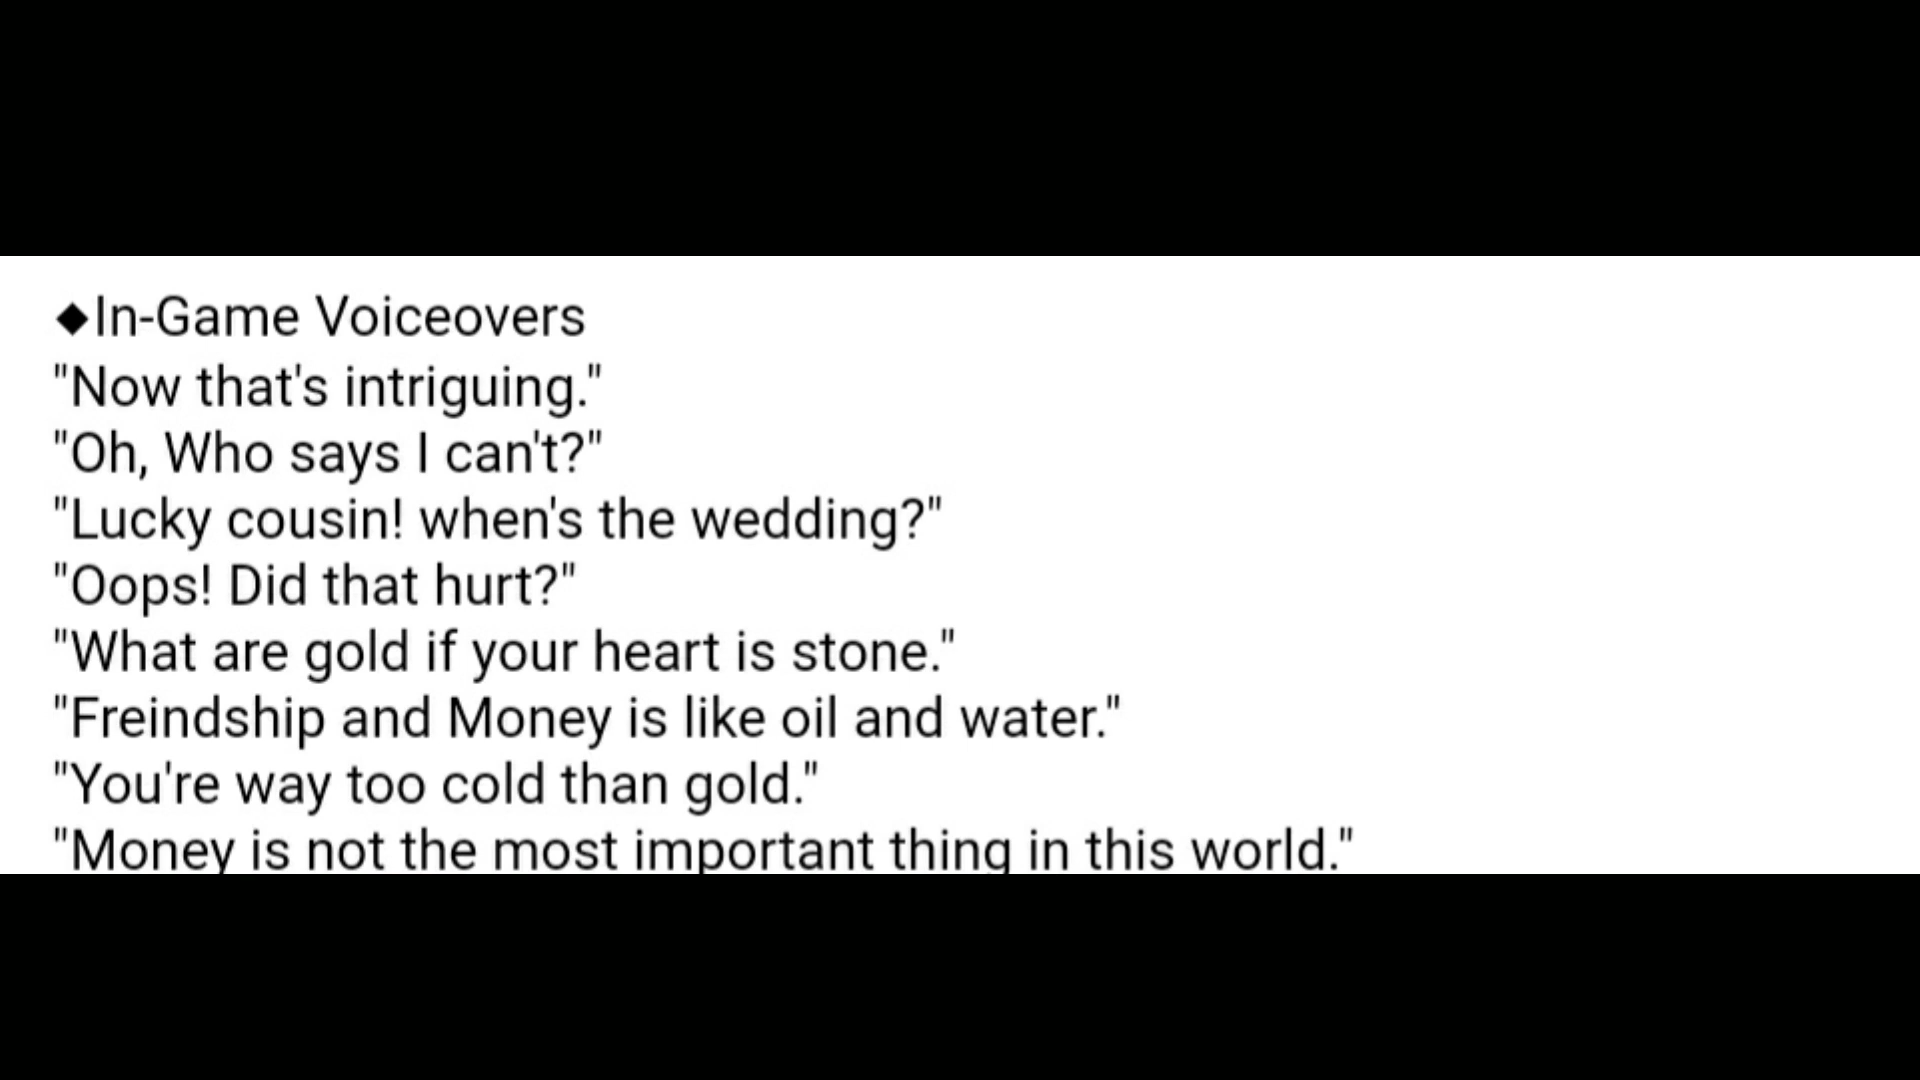 ◆In-Game Voiceovers
"Now that's intriguing."
"Oh, Who says I can't?"
"Lucky cousin! when's the wedding?"
"Oops! Did that hurt?"
"What are gold if your heart is stone."
"Freindship and Money is like oil and water."
"You're way too cold than gold."
"Money is not the most important thing in this world."